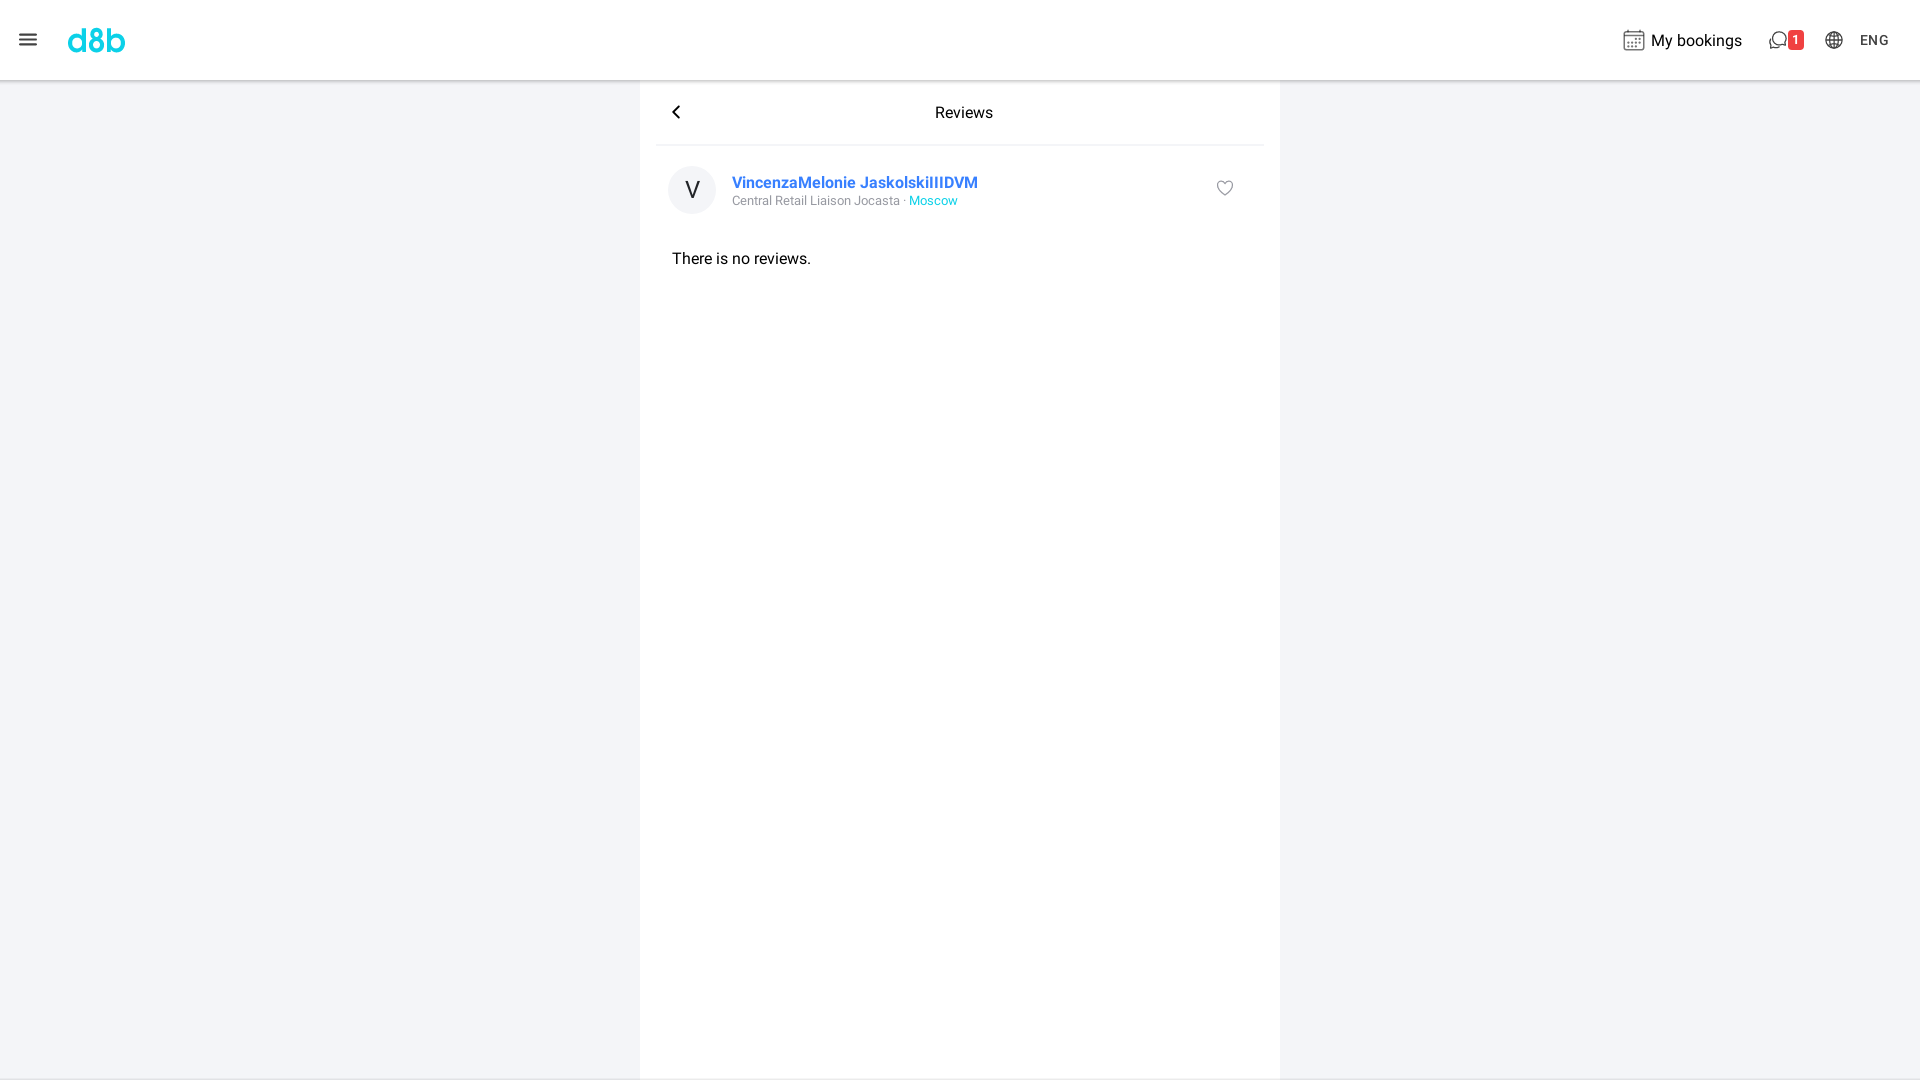 d8b
My bookings
1
ENG
Reviews
V
VincenzaMelonie JaskolskiIIIDVM
Central Retail Liaison Jocasta · Moscow
There is no reviews.